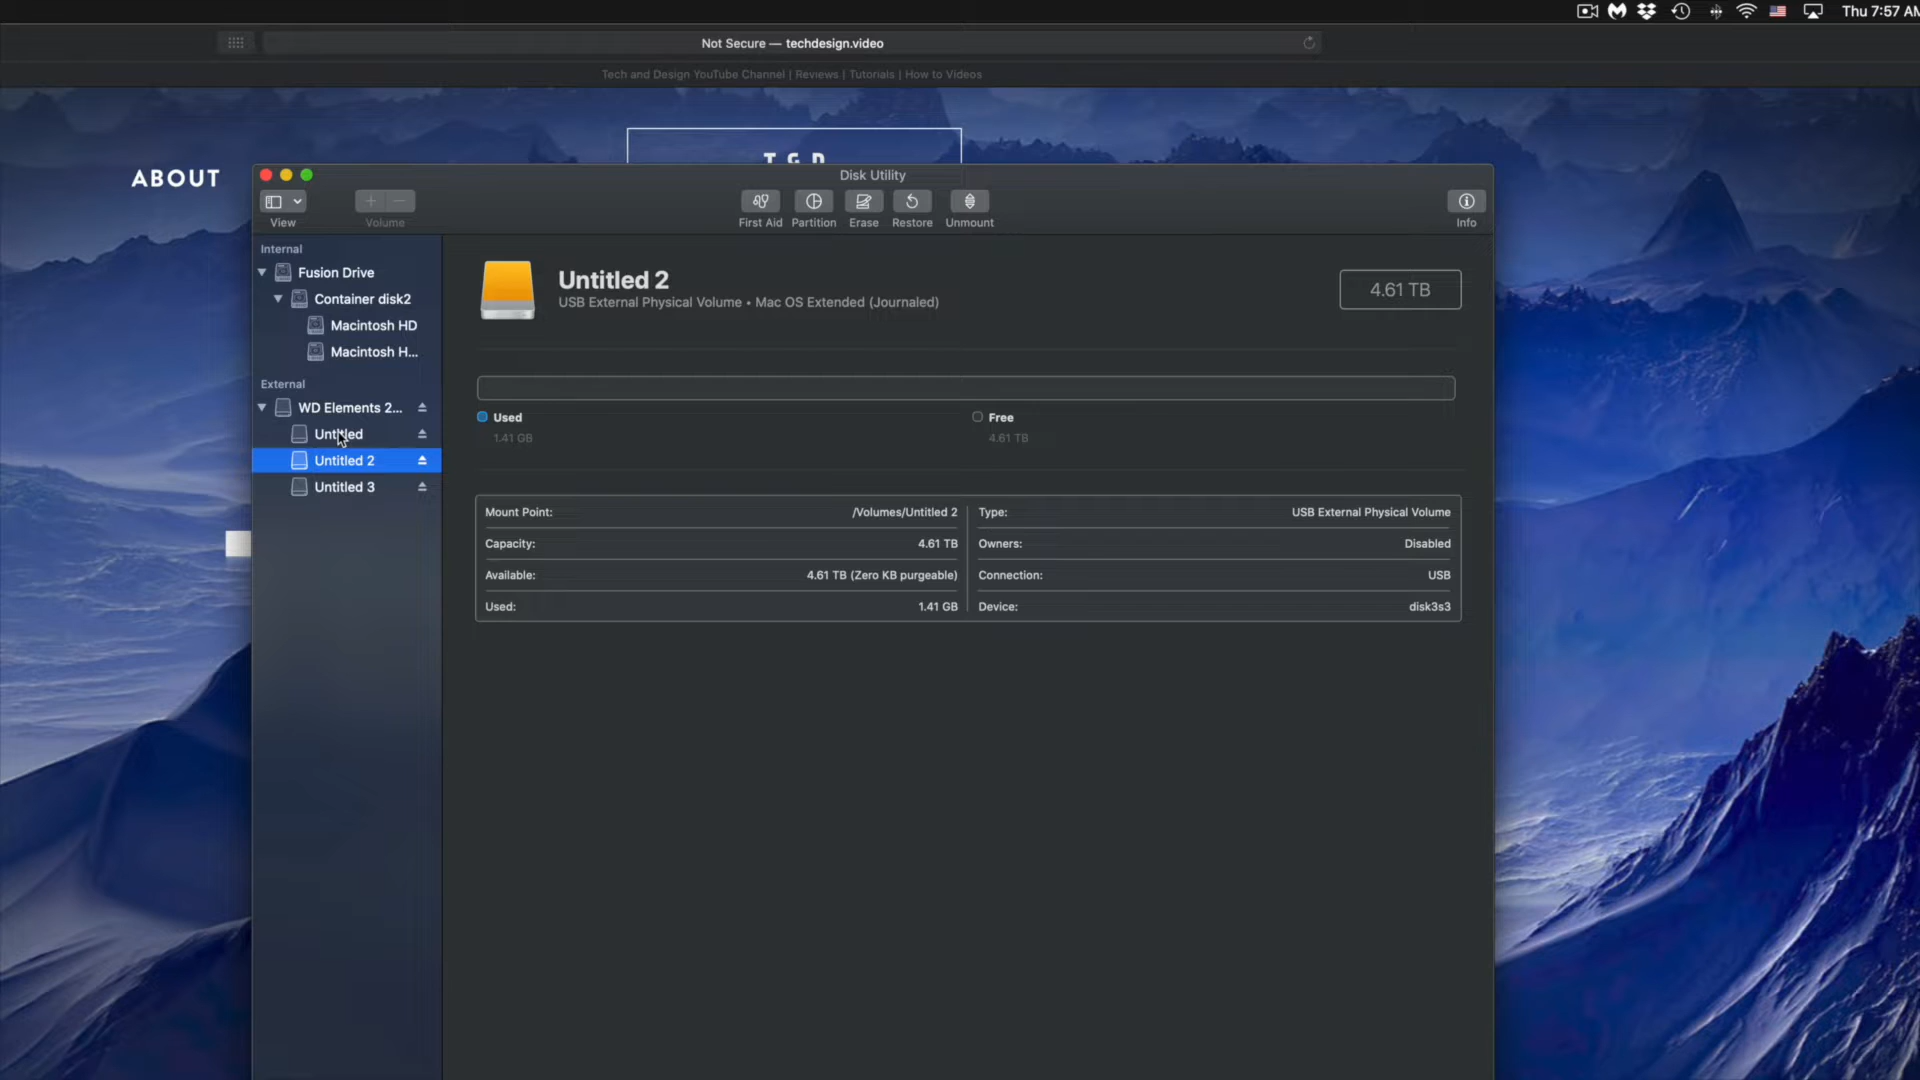 Thu 7:57 AM
Not Secure — techdesign.video
Tech and Design YouTube Channel | Reviews | Tutorials | How to Videos
T & D
ABOUT
Disk Utility
View
Volume
First Aid
Partition
Erase
Restore
Unmount
Info
Internal
Fusion Drive
Container disk2
Macintosh HD
Macintosh H...
External
WD Elements 2...
Untitled
Untitled 2
Untitled 3
Untitled 2
USB External Physical Volume • Mac OS Extended (Journaled)
4.61 TB
Used
1.41 GB
Free
4.61 TB
Mount Point: /Volumes/Untitled 2
Capacity: 4.61 TB
Available: 4.61 TB (Zero KB purgeable)
Used: 1.41 GB
Type: USB External Physical Volume
Owners: Disabled
Connection: USB
Device: disk3s3